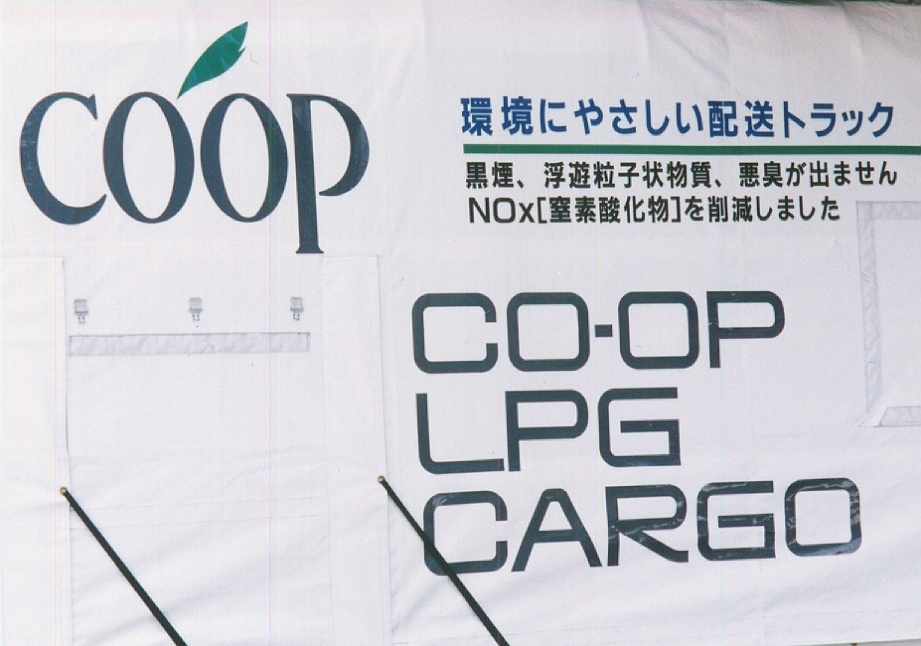 COOP
環境にやさしい配送トラック
黒煙、浮遊粒子状物質、悪臭が出ません
NOx[窒素酸化物]を削減しました
CO-OP
LPG
CARGO